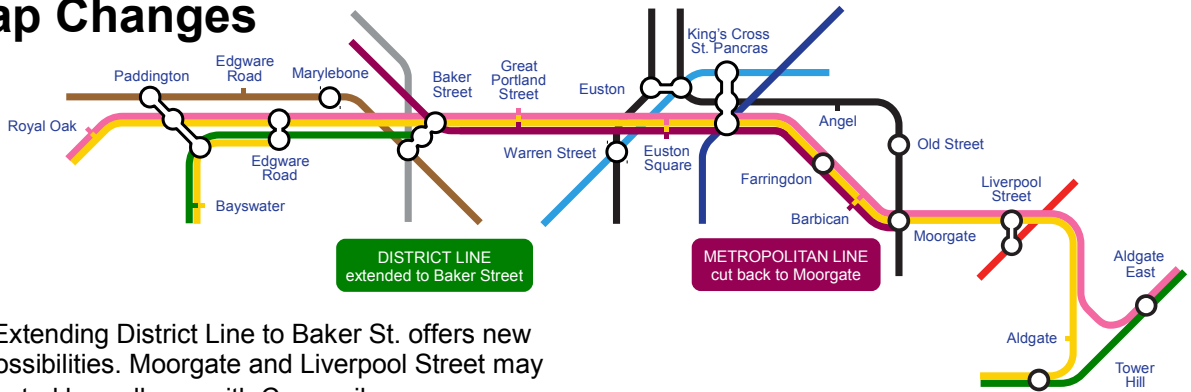 ap Changes
Royal Oak
Paddington
Edgware
Road
Marylebone
Edgware
Road
Bayswater
Baker
Street
Great
Portland
Street
Euston
King's Cross
St. Pancras
Warren Street
Euston
Square
Angel
Old Street
Farringdon
Barbican
Moorgate
Liverpool
Street
Aldgate
East
Aldgate
Tower
Hill
DISTRICT LINE
extended to Baker Street
METROPOLITAN LINE
cut back to Moorgate
Extending District Line to Baker St. offers new
ossibilities. Moorgate and Liverpool Street may